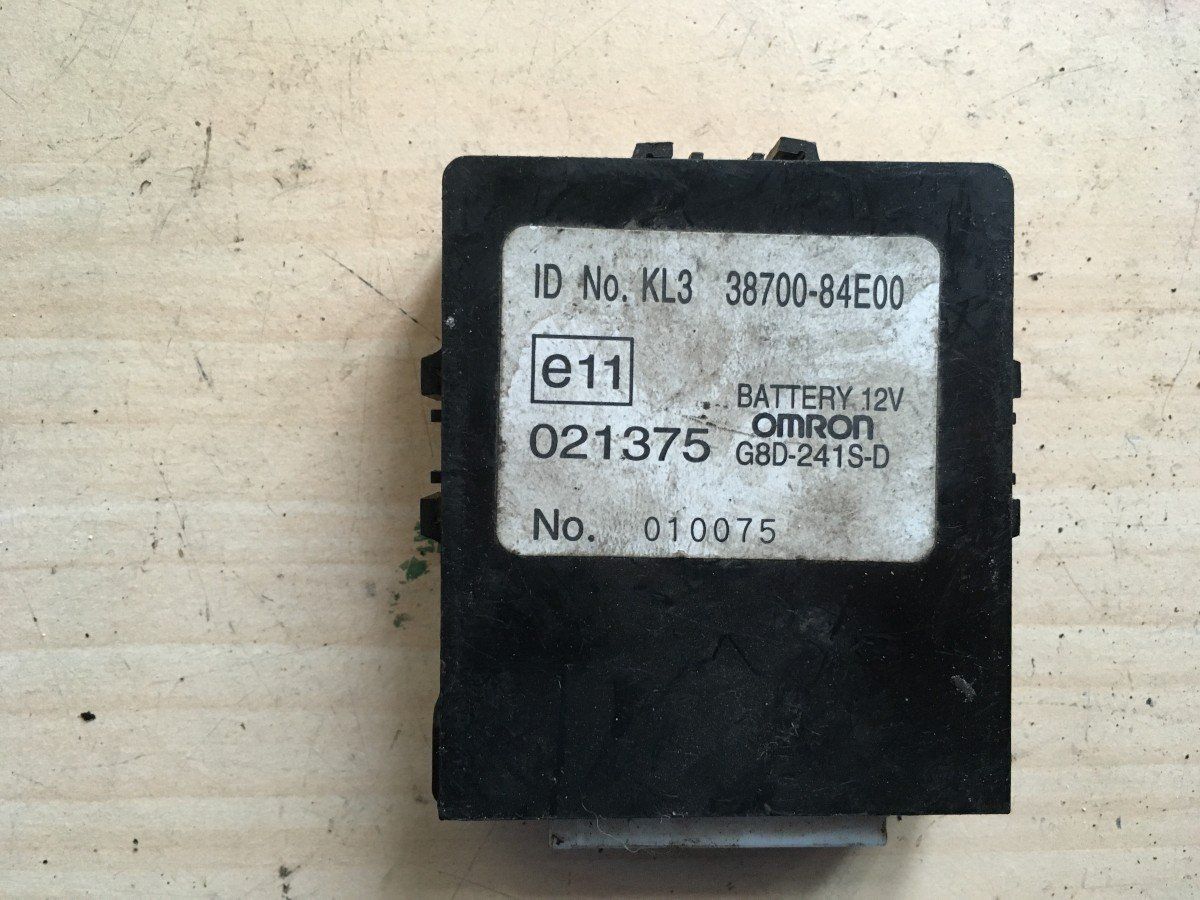 ID No. KL3 38700-84E00
e11
BATTERY 12V
OMRON
021375
G8D-241S-D
No. 010075